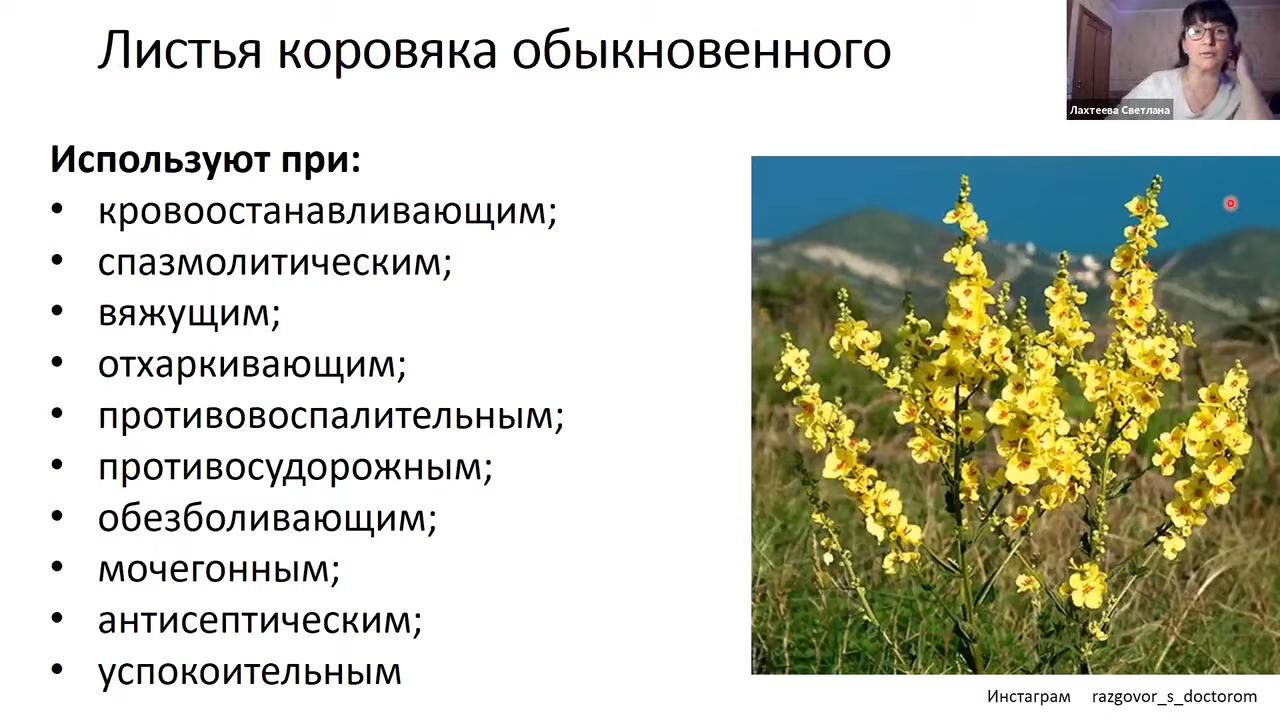 Листья коровяка обыкновенного
Лахтеева Светлана
Используют при:
• кровоостанавливающим;
• спазмолитическим;
• вяжущим;
• отхаркивающим;
• противовоспалительным;
• противосудорожным;
• обезболивающим;
• мочегонным;
• антисептическим;
• успокоительным
Инстаграм razgovor_s_doctorom